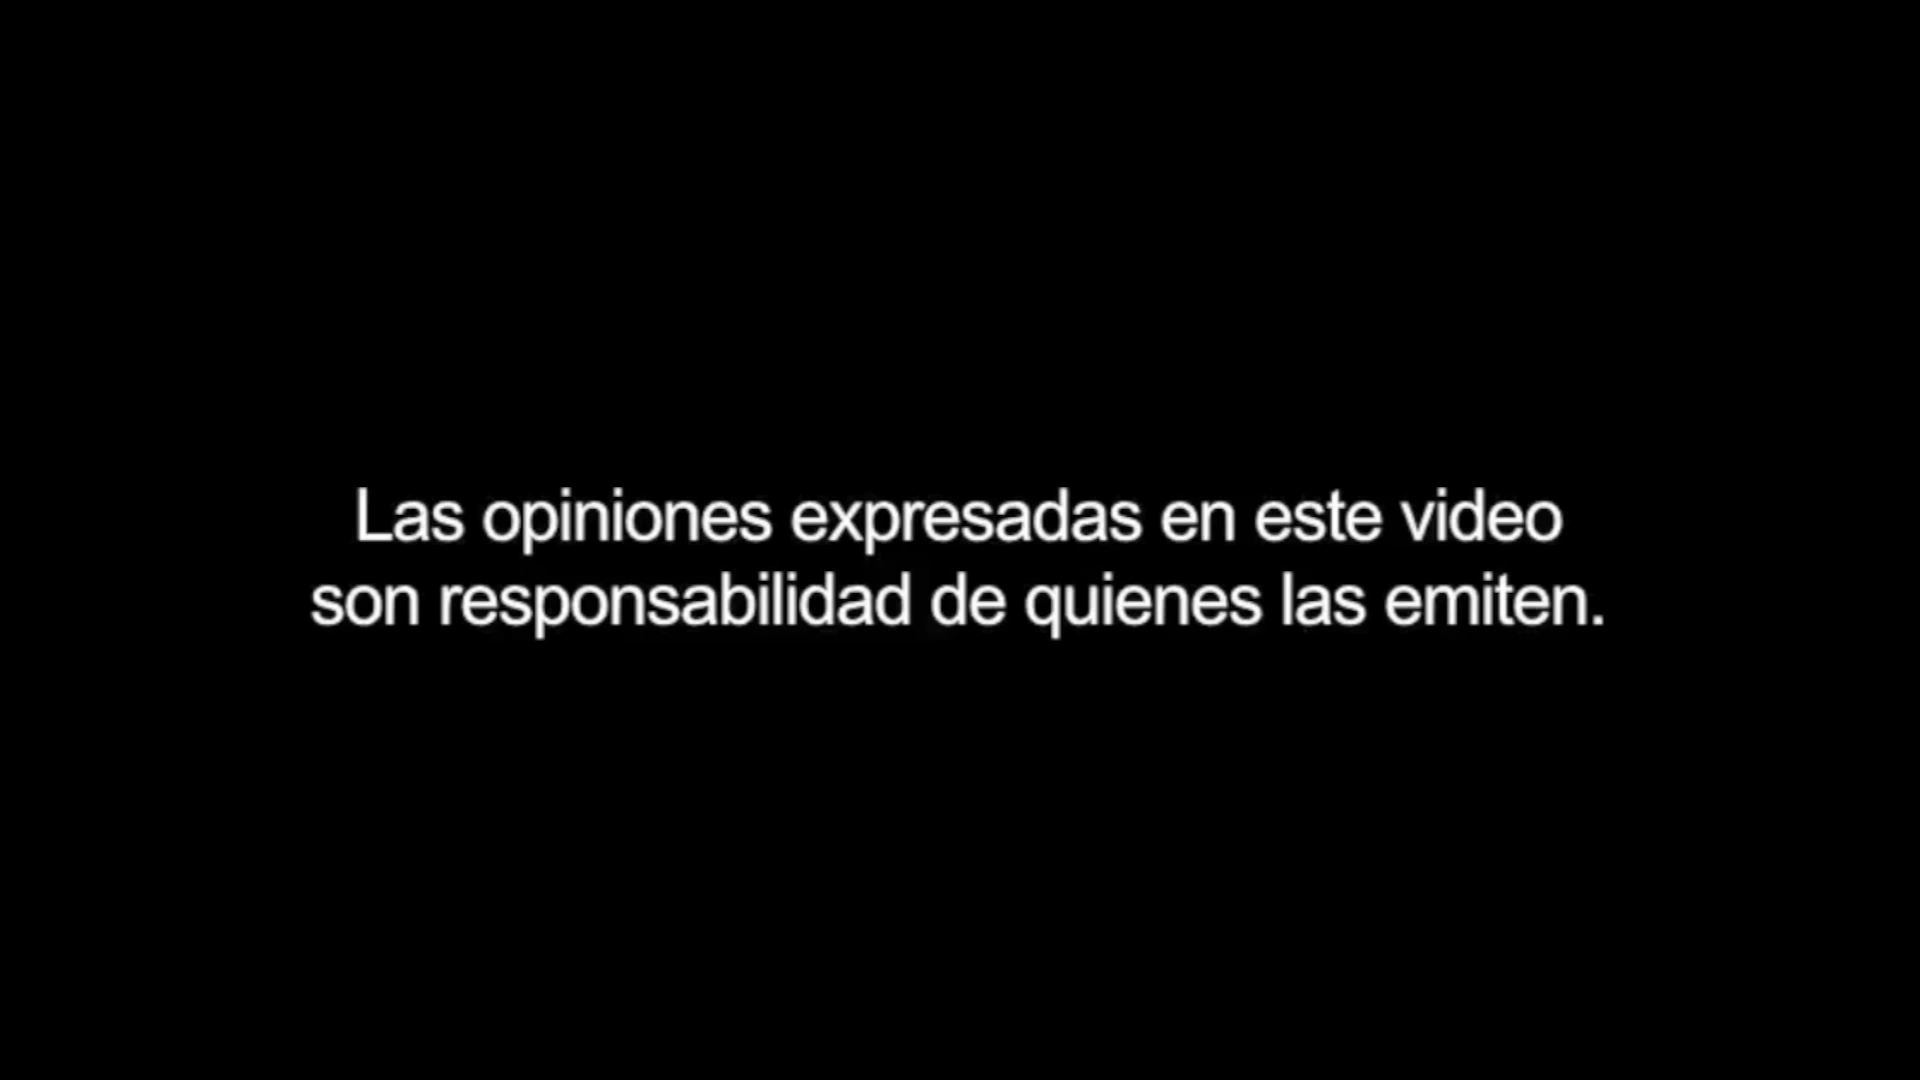 Las opiniones expresadas en este video
son responsabilidad de quienes las emiten.